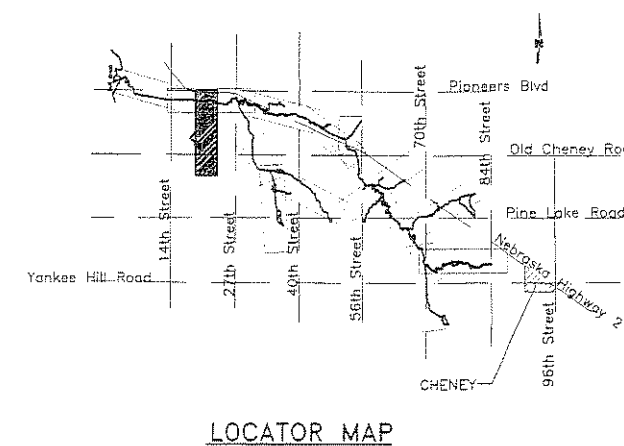 Pioneers Blvd
70th Street
84th Street
Old Cheney Roa
14th Street
27th Street
40th Street
56th Street
Pine Lake Road
Nebraska Highway 2
Yankee Hill Road
96th Street
CHENEY
LOCATOR MAP